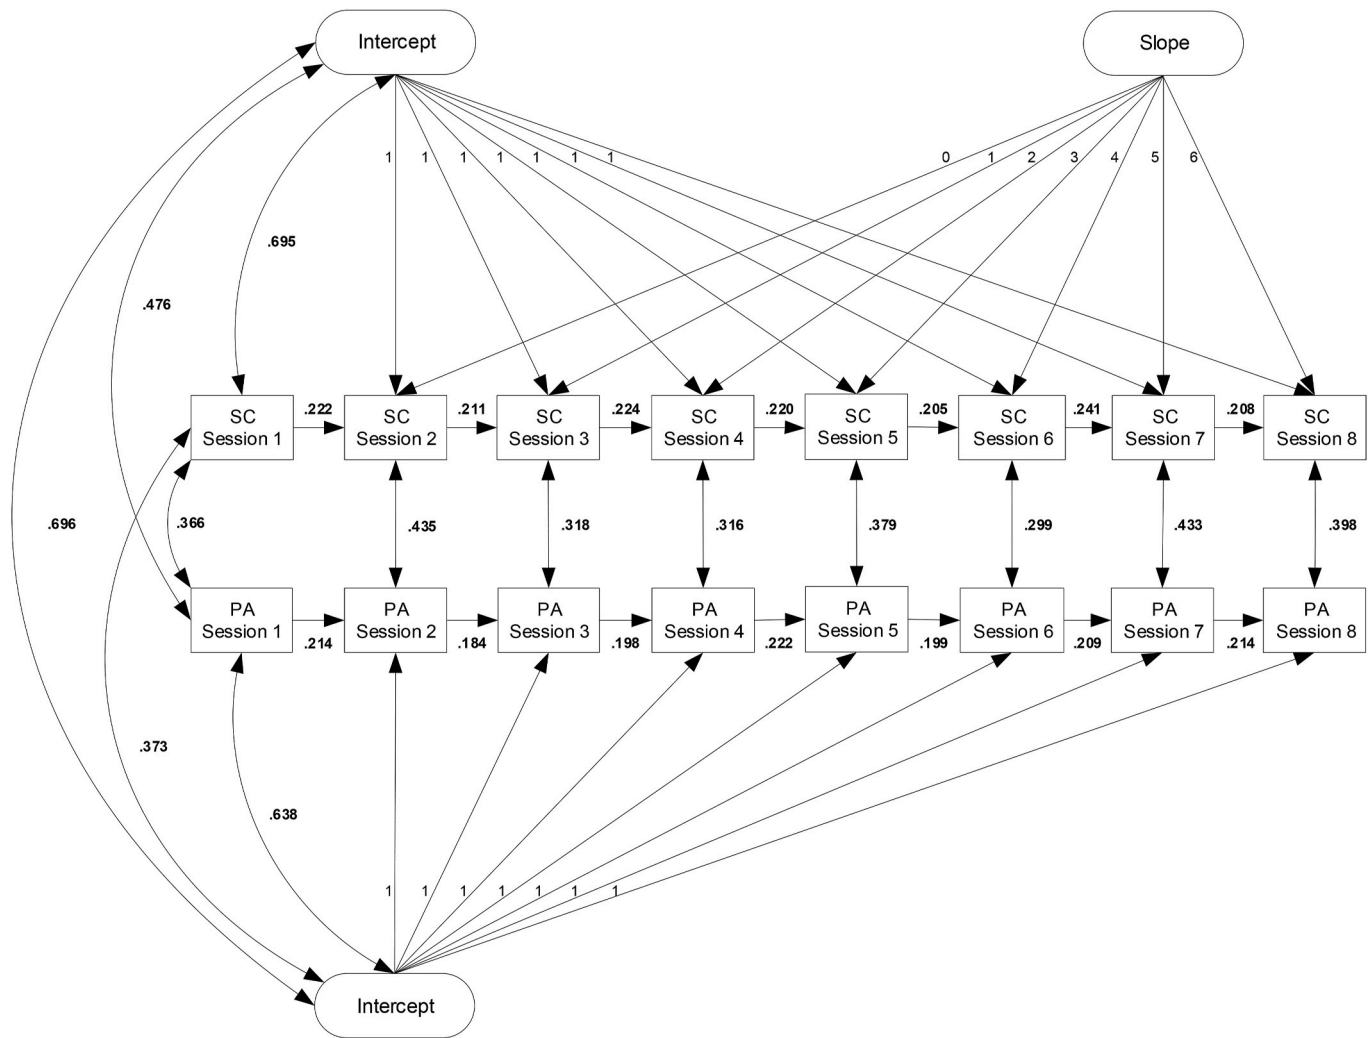 Intercept
Slope
1 1 1 1 1 1 1
0 1 2 3 4 5 6
.695
.476
SC
Session 1
.222
SC
Session 2
.211
SC
Session 3
.224
SC
Session 4
.220
SC
Session 5
.205
SC
Session 6
.241
SC
Session 7
.208
SC
Session 8
.696
.366
.435
.318
.316
.379
.299
.433
.398
PA
Session 1
.214
PA
Session 2
.184
PA
Session 3
.198
PA
Session 4
.222
PA
Session 5
.199
PA
Session 6
.209
PA
Session 7
.214
PA
Session 8
.373
.638
1 1 1 1 1 1 1
Intercept